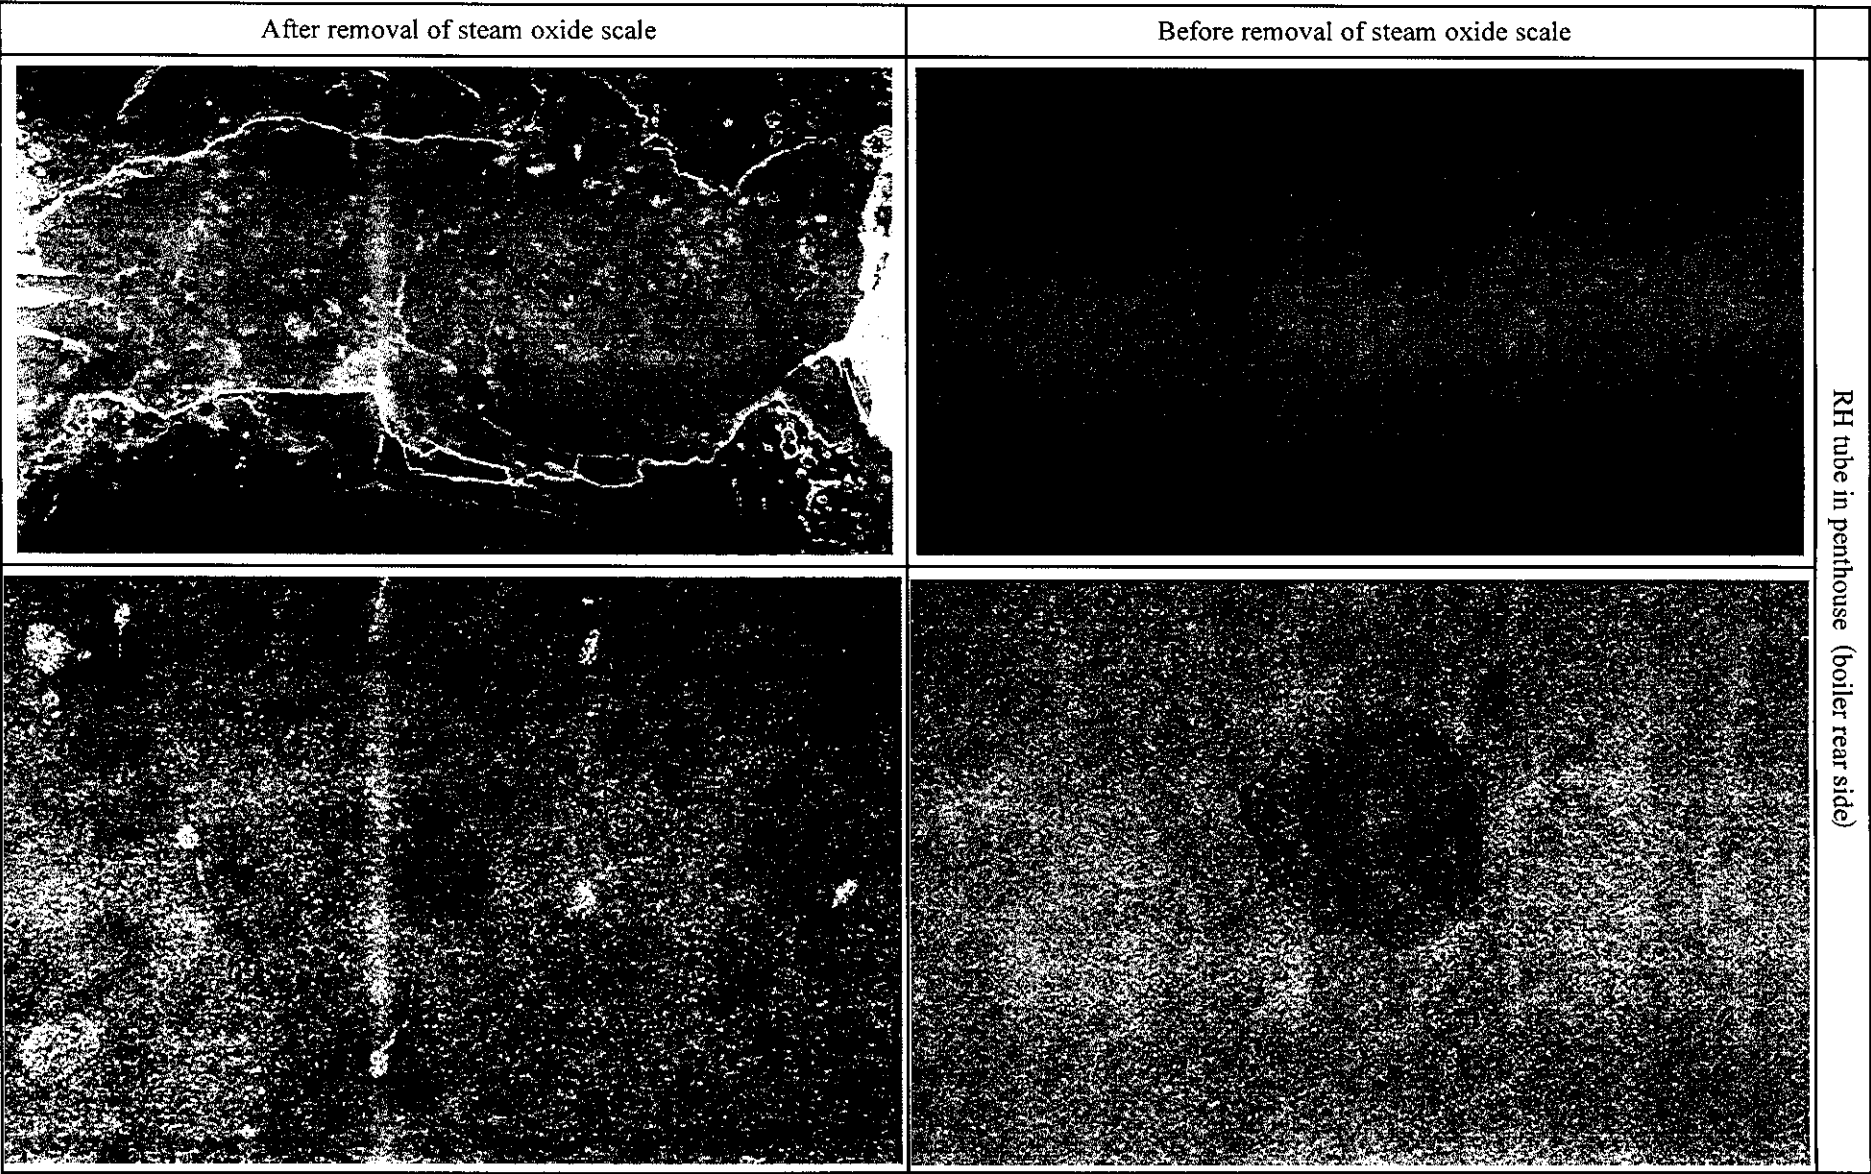 After removal of steam oxide scale
Before removal of steam oxide scale
RH tube in penthouse (boiler rear side)